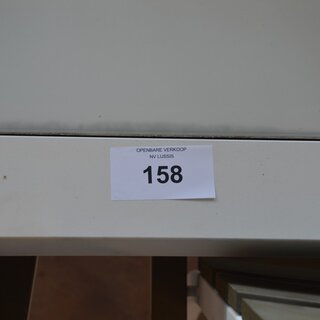 OPENBARE VERKOOP
NV LUSSIS
158